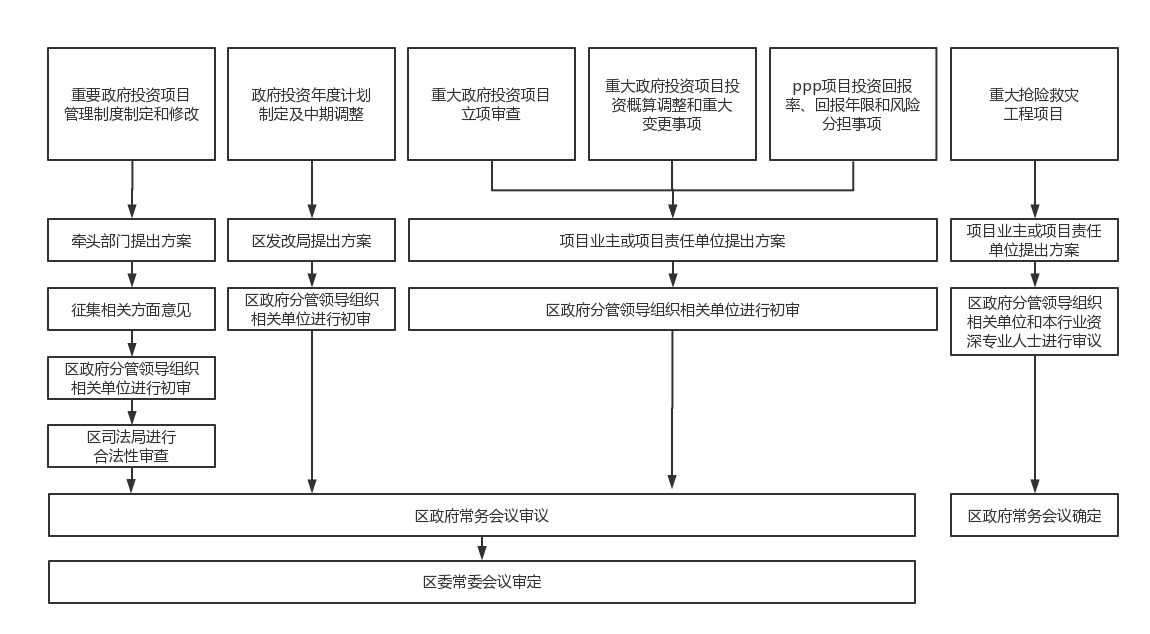 重要政府投资项目
管理制度制定和修改
政府投资年度计划
制定及中期调整
重大政府投资项目
立项审查
重大政府投资项目投
资概算调整和重大
变更事项
ppp项目投资回报
率、回报年限和风险
分担事项
重大抢险救灾
工程项目
牵头部门提出方案
区发改局提出方案
项目业主或项目责任单位提出方案
项目业主或项目责任
单位提出方案
征集相关方面意见
区政府分管领导组织
相关单位进行初审
区政府分管领导组织相关单位进行初审
区政府分管领导组织
相关单位和本行业资
深专业人士进行审议
区政府分管领导组织
相关单位进行初审
区司法局进行
合法性审查
区政府常务会议审议
区政府常务会议确定
区委常委会议审定